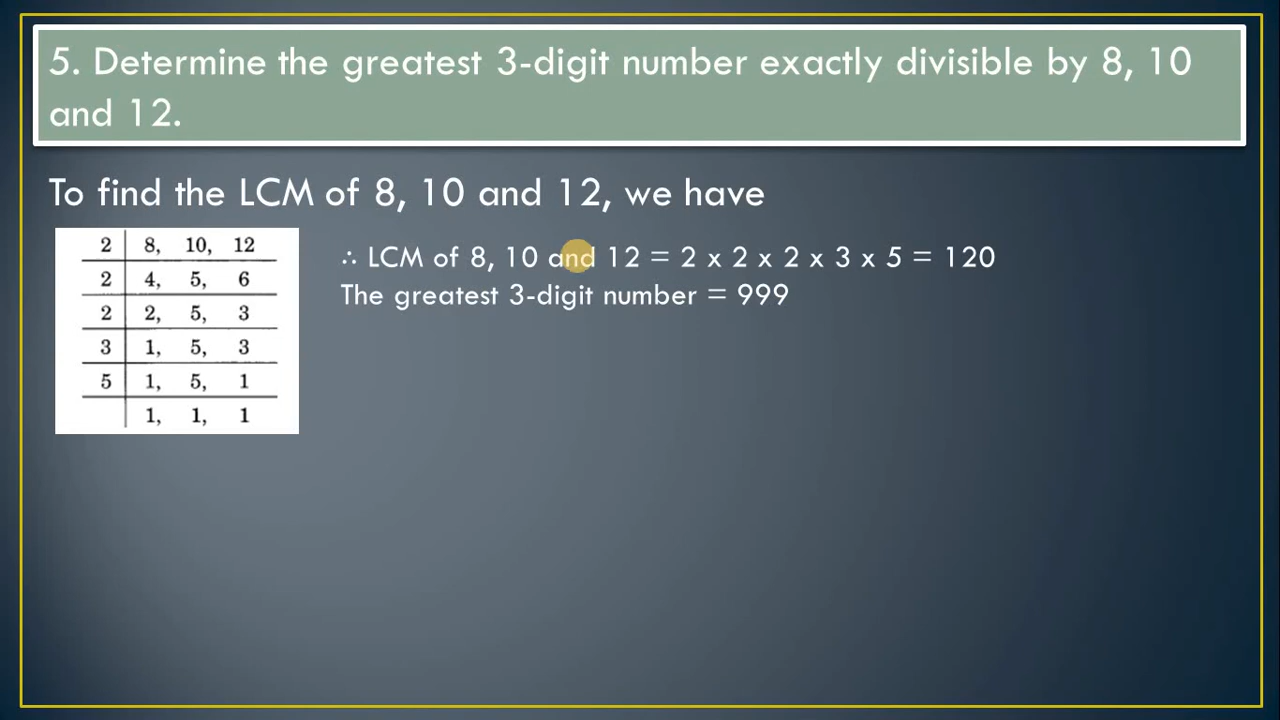 5. Determine the greatest 3-digit number exactly divisible by 8, 10
and 12.
To find the LCM of 8, 10 and 12, we have
2 8, 10, 12
2 4, 5, 6
2 2, 5, 3
3 1, 5, 3
5 1, 5, 1
1, 1, 1
∴ LCM of 8, 10 and 12 = 2 x 2 x 2 x 3 x 5 = 120
The greatest 3-digit number = 999